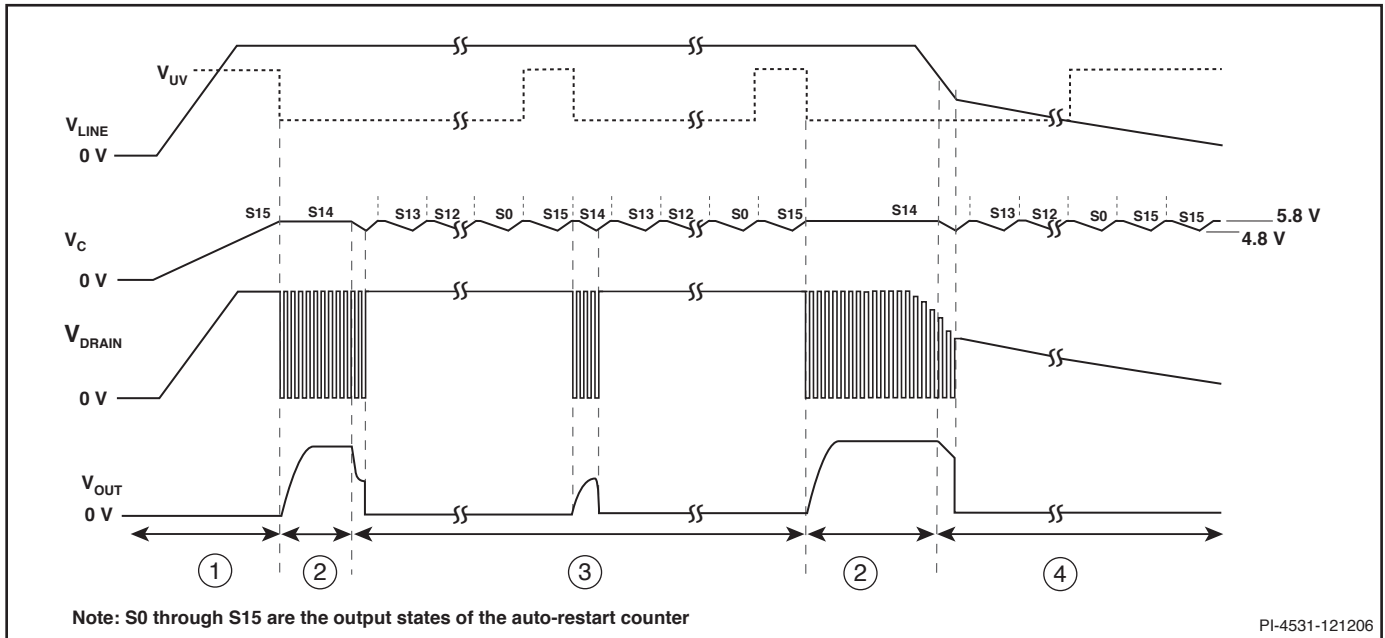 V_UV
V_LINE
0 V
S15 S14 S13 S12 S0 S15 S14 S13 S12 S0 S15 S14 S13 S12 S0 S15 S15
5.8 V
4.8 V
V_C
0 V
V_DRAIN
0 V
V_OUT
0 V
1 2 3 2 4
Note: S0 through S15 are the output states of the auto-restart counter
PI-4531-121206